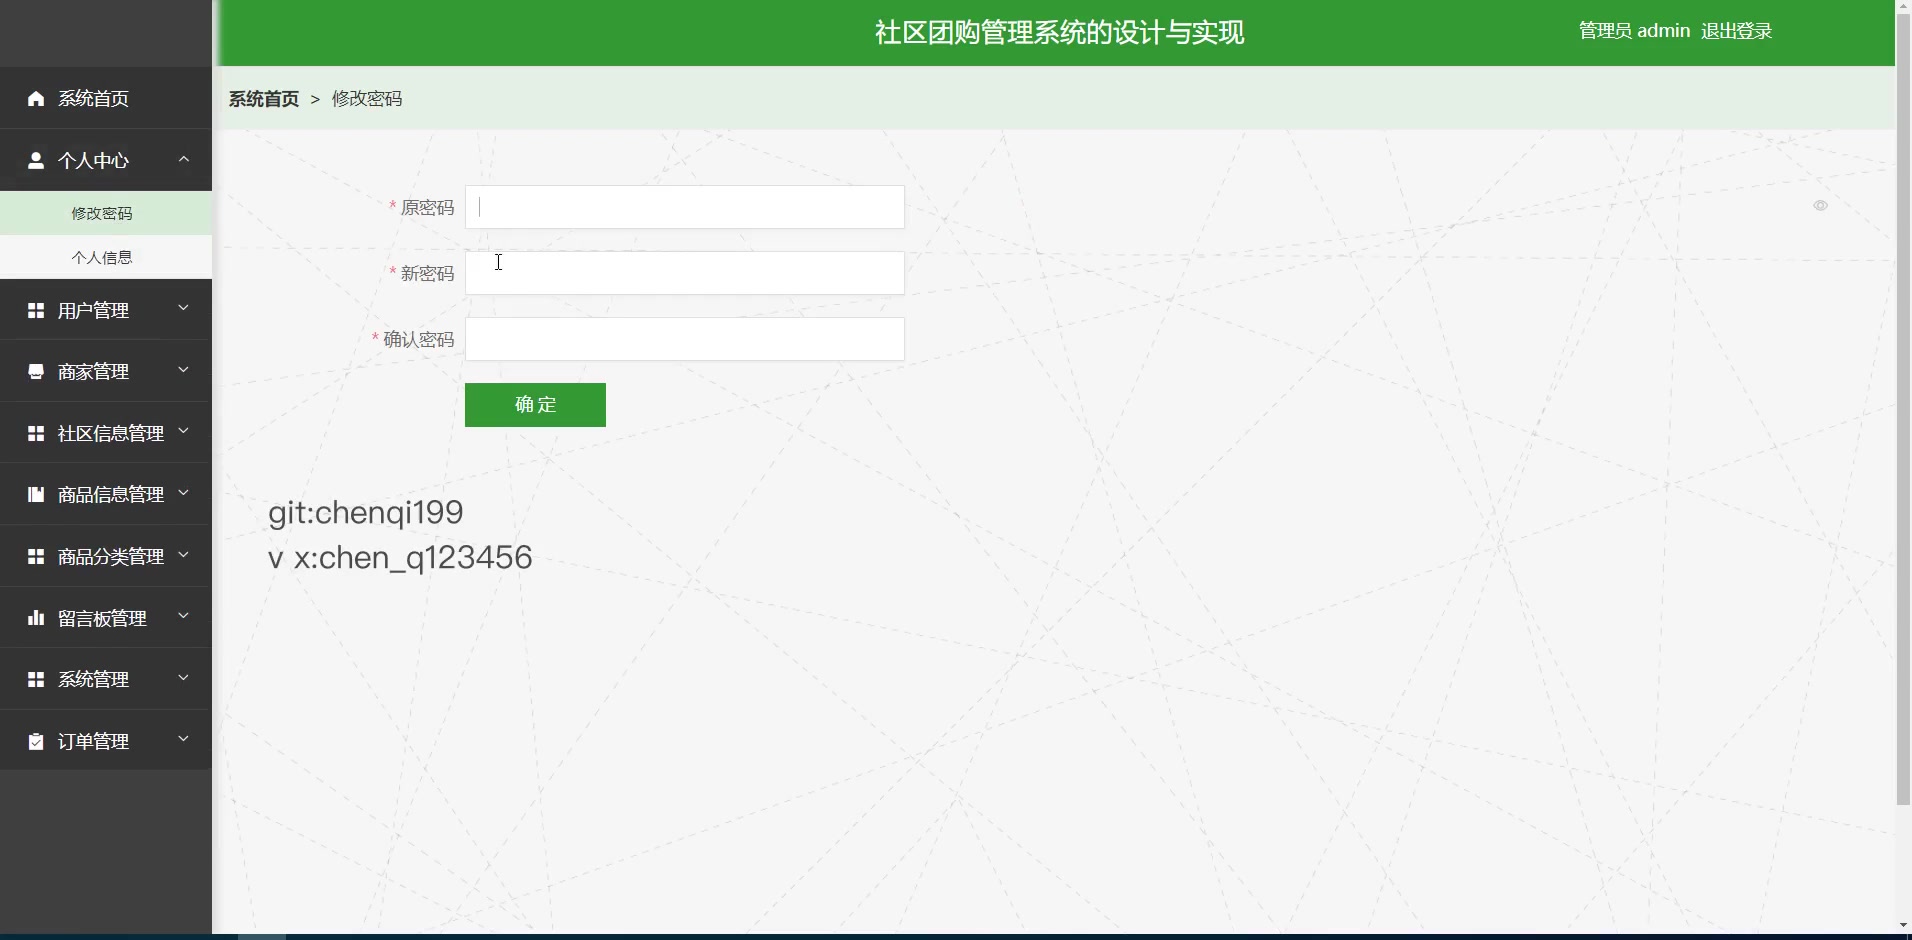 社区团购管理系统的设计与实现
管理员 admin 退出登录
系统首页
个人中心
修改密码
个人信息
用户管理
商家管理
社区信息管理
商品信息管理
商品分类管理
留言板管理
系统管理
订单管理
系统首页 > 修改密码
* 原密码
* 新密码
* 确认密码
确定
git:chenqi199
v x:chen_q123456